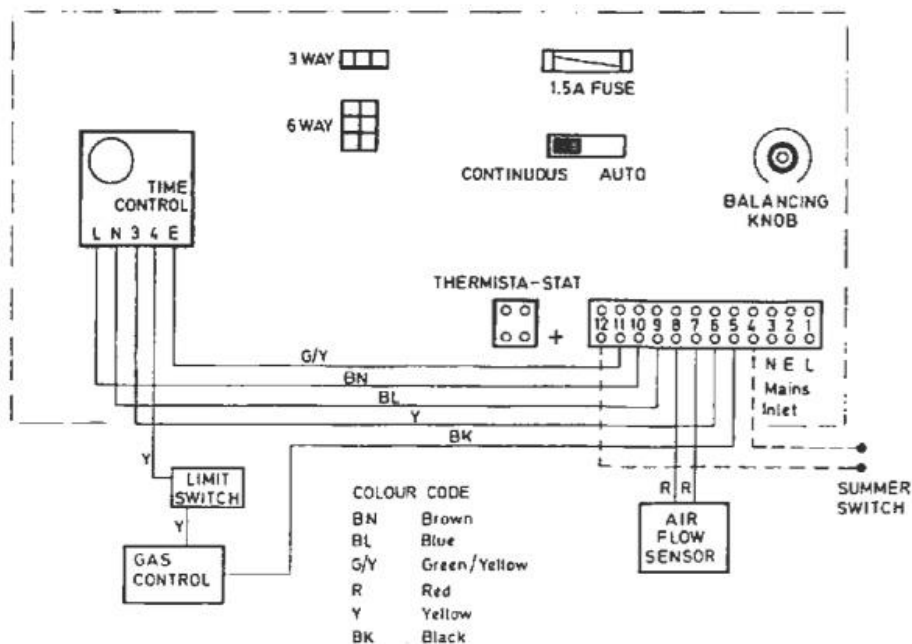 3 WAY
6 WAY
1.5A FUSE
CONTINUOUS AUTO
BALANCING
KNOB
TIME
CONTROL
L N 3 4 E
THERMISTA-STAT
+
12 11 10 9 8 7 6 5 4 3 2 1
N E L
Mains
Inlet
G/Y
BN
BL
Y
BK
Y
LIMIT
SWITCH
Y
GAS
CONTROL
R R
AIR
FLOW
SENSOR
SUMMER
SWITCH
COLOUR CODE
BN Brown
BL Blue
G/Y Green/Yellow
R Red
Y Yellow
BK Black